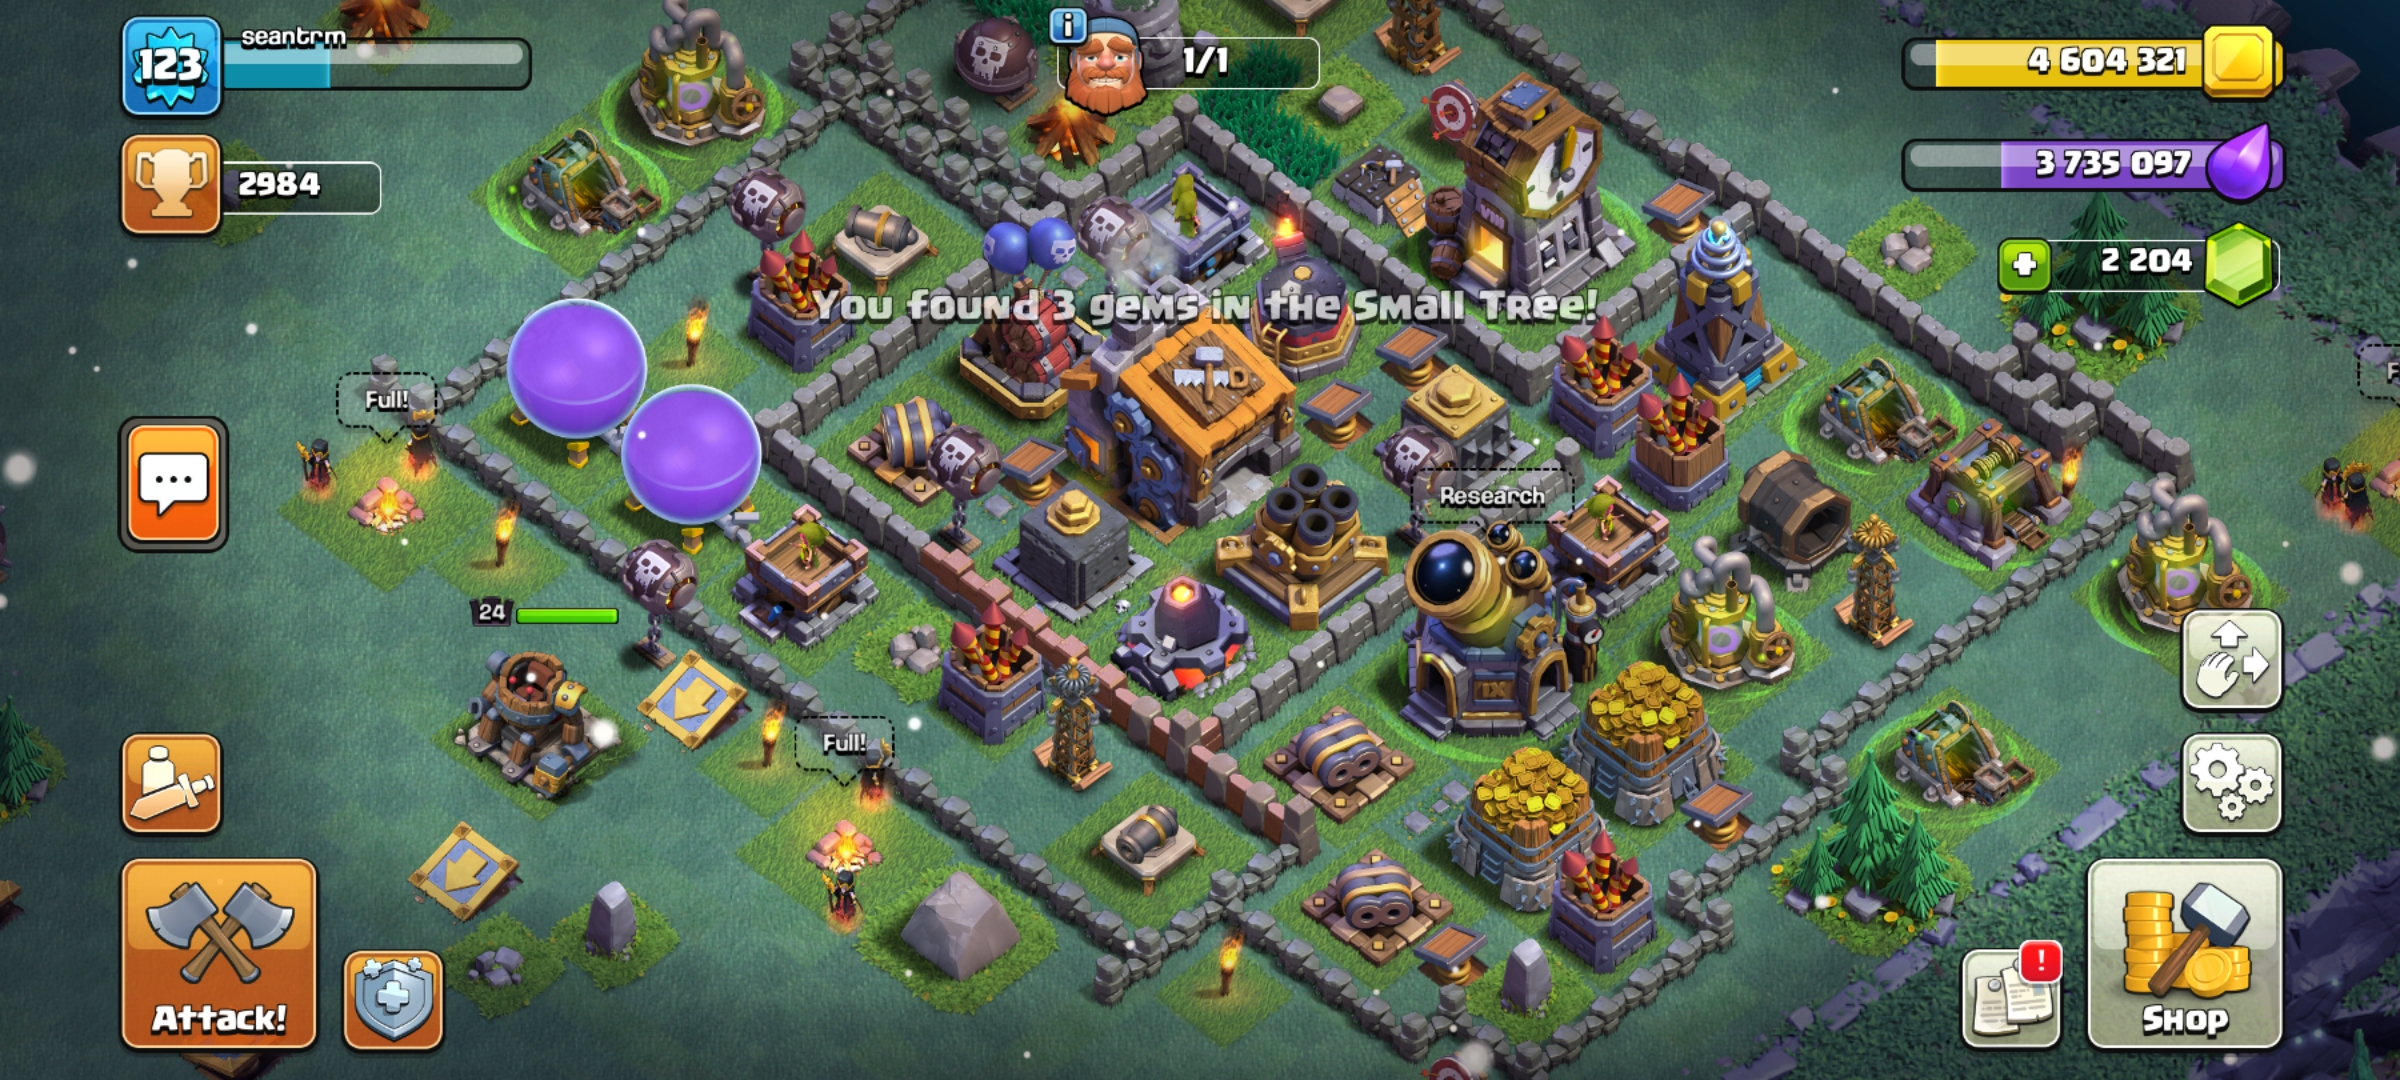 seantrm
123
1/1
4 604 321
2984
3 735 097
2 204
You found 3 gems in the Small Tree!
Full!
Research
24
Full!
Attack!
Shop